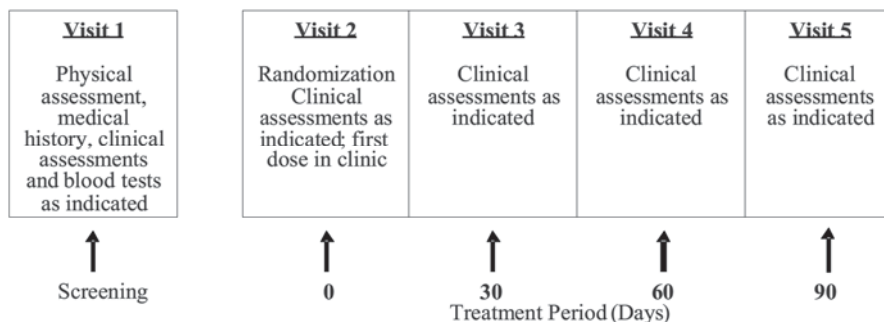 Visit 1
Physical
assessment,
medical
history, clinical
assessments
and blood tests
as indicated
Visit 2
Randomization
Clinical
assessments as
indicated; first
dose in clinic
Visit 3
Clinical
assessments as
indicated
Visit 4
Clinical
assessments as
indicated
Visit 5
Clinical
assessments
as indicated
Screening
0
30
60
90
Treatment Period (Days)